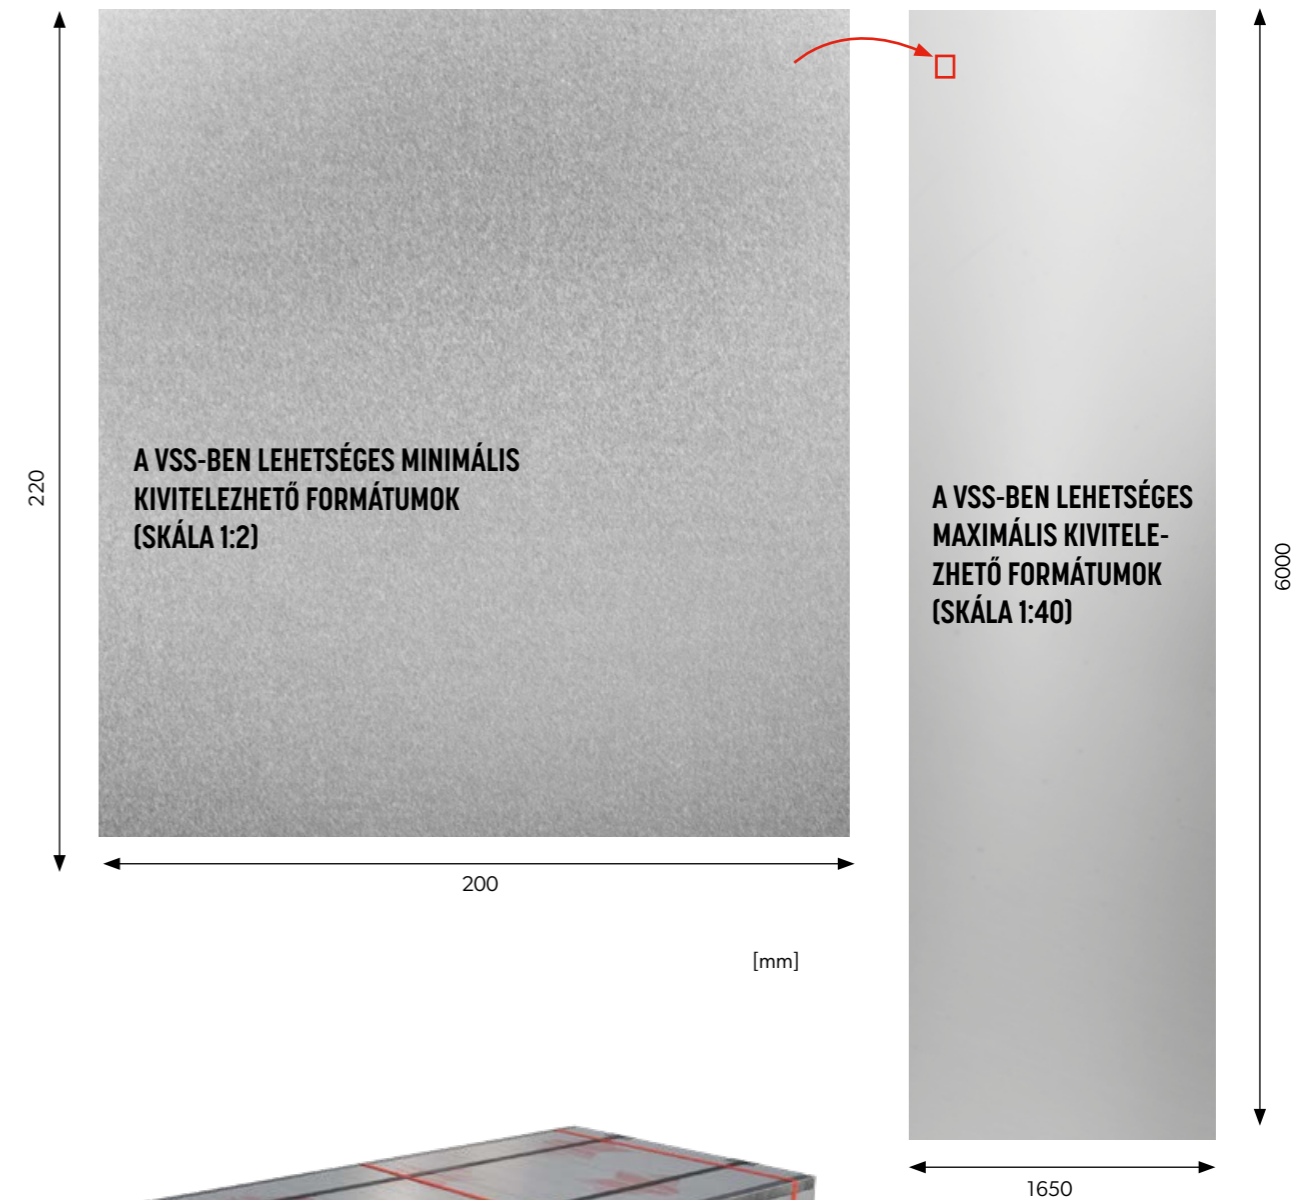 220
A VSS-BEN LEHETSÉGES MINIMÁLIS
KIVITELEZHETŐ FORMÁTUMOK
(SKÁLA 1:2)
200
[mm]
A VSS-BEN LEHETSÉGES
MAXIMÁLIS KIVITELE-
ZHETŐ FORMÁTUMOK
(SKÁLA 1:40)
6000
1650